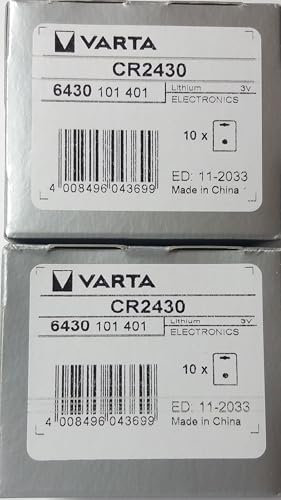 VARTA
CR2430
6430 101 401 Lithium 3V
ELECTRONICS
10 x
4 008496 043699
ED: 11-2033
Made in China
VARTA
CR2430
6430 101 401 Lithium 3V
ELECTRONICS
10 x
4 008496 043699
ED: 11-2033
Made in China